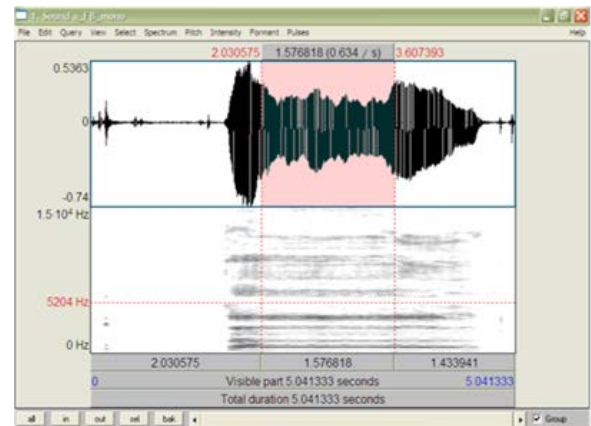 1. Sound a_FB_mono
File Edit Query View Select Spectrum Pitch Intensity Formant Pulses Help
2.030575 1.576818 (0.634 / s) 3.607393
0.5363
0
-0.74
1.5·10⁴ Hz
5204 Hz
0 Hz
2.030575 1.576818 1.433941
0 Visible part 5.041333 seconds 5.041333
Total duration 5.041333 seconds
all in out sel bak Group